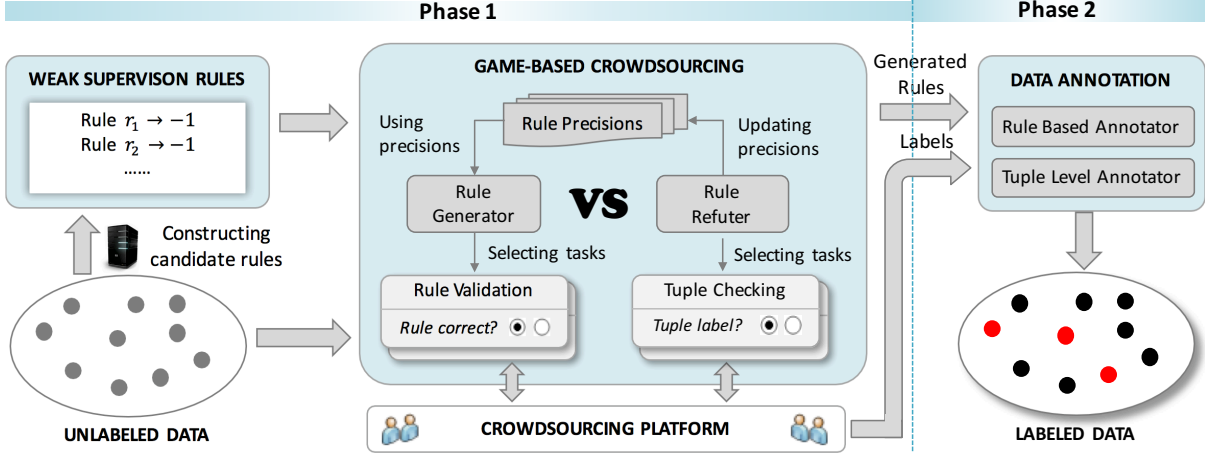 Phase 1
Phase 2
WEAK SUPERVISON RULES
Rule r₁ → −1
Rule r₂ → −1
......
Constructing
candidate rules
UNLABELED DATA
GAME-BASED CROWDSOURCING
Rule Precisions
Using
precisions
Updating
precisions
Rule
Generator
VS
Rule
Refuter
Selecting tasks
Selecting tasks
Rule Validation
Rule correct?
Tuple Checking
Tuple label?
CROWDSOURCING PLATFORM
Generated
Rules
Labels
DATA ANNOTATION
Rule Based Annotator
Tuple Level Annotator
LABELED DATA